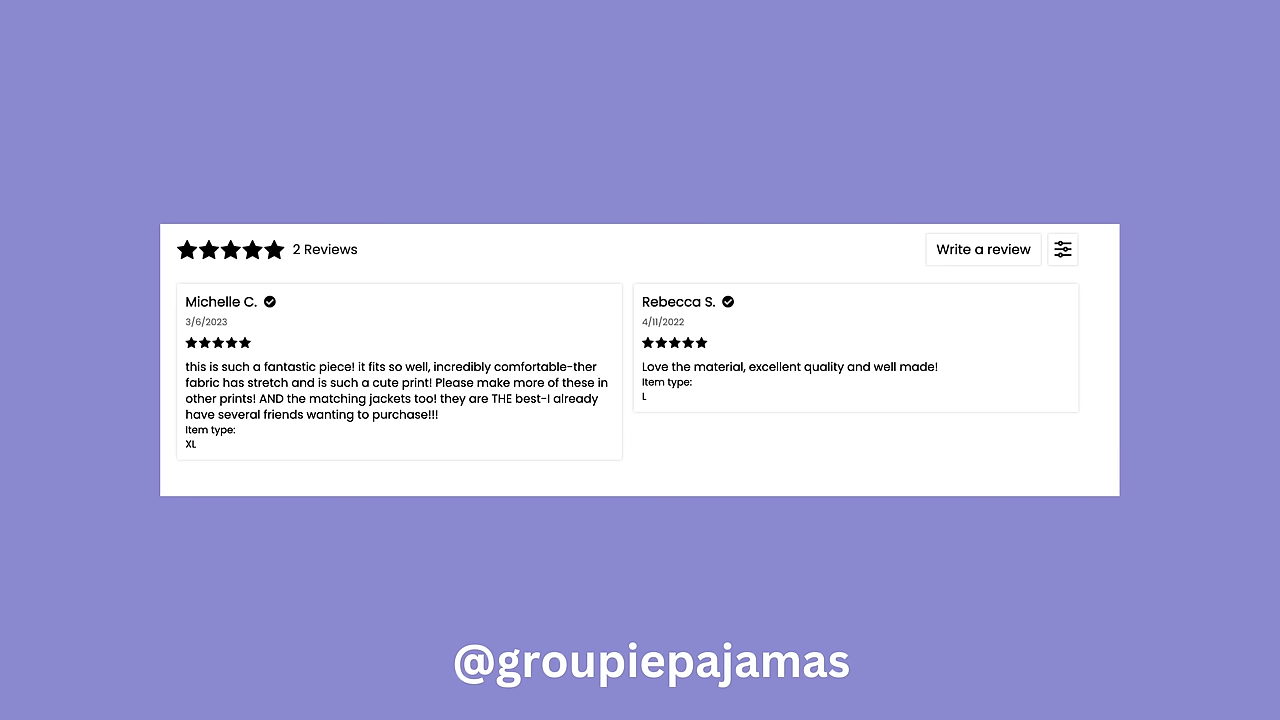 2 Reviews
Write a review
Michelle C.
3/6/2023
this is such a fantastic piece! it fits so well, incredibly comfortable-ther
fabric has stretch and is such a cute print! Please make more of these in
other prints! AND the matching jackets too! they are THE best-I already
have several friends wanting to purchase!!!
Item type:
XL
Rebecca S.
4/11/2022
Love the material, excellent quality and well made!
Item type:
L
@groupiepajamas